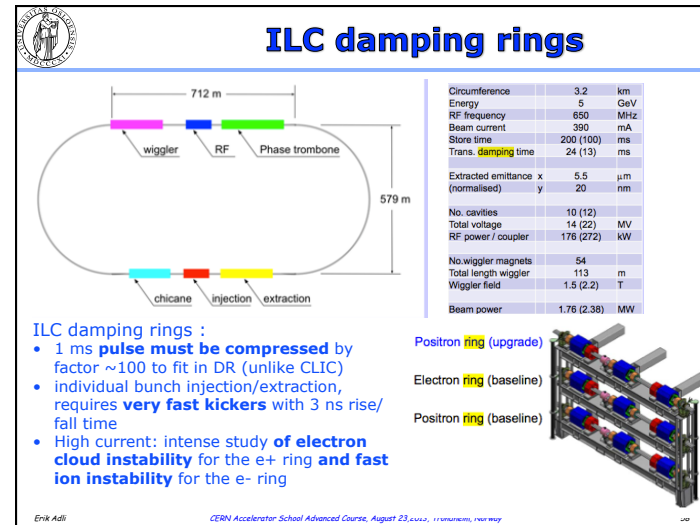 UNIVERSITAS OSLOENSIS
MDCCCXI
ILC damping rings
712 m
wiggler RF Phase trombone
579 m
chicane injection extraction
Circumference 3.2 km
Energy 5 GeV
RF frequency 650 MHz
Beam current 390 mA
Store time 200 (100) ms
Trans. damping time 24 (13) ms
Extracted emittance x 5.5 μm
(normalised) y 20 nm
No. cavities 10 (12)
Total voltage 14 (22) MV
RF power / coupler 176 (272) kW
No.wiggler magnets 54
Total length wiggler 113 m
Wiggler field 1.5 (2.2) T
Beam power 1.76 (2.38) MW
ILC damping rings :
• 1 ms pulse must be compressed by
factor ~100 to fit in DR (unlike CLIC)
• individual bunch injection/extraction,
requires very fast kickers with 3 ns rise/
fall time
• High current: intense study of electron
cloud instability for the e+ ring and fast
ion instability for the e- ring
Positron ring (upgrade)
Electron ring (baseline)
Positron ring (baseline)
Erik Adli
CERN Accelerator School Advanced Course, August 23,2013, Trondheim, Norway